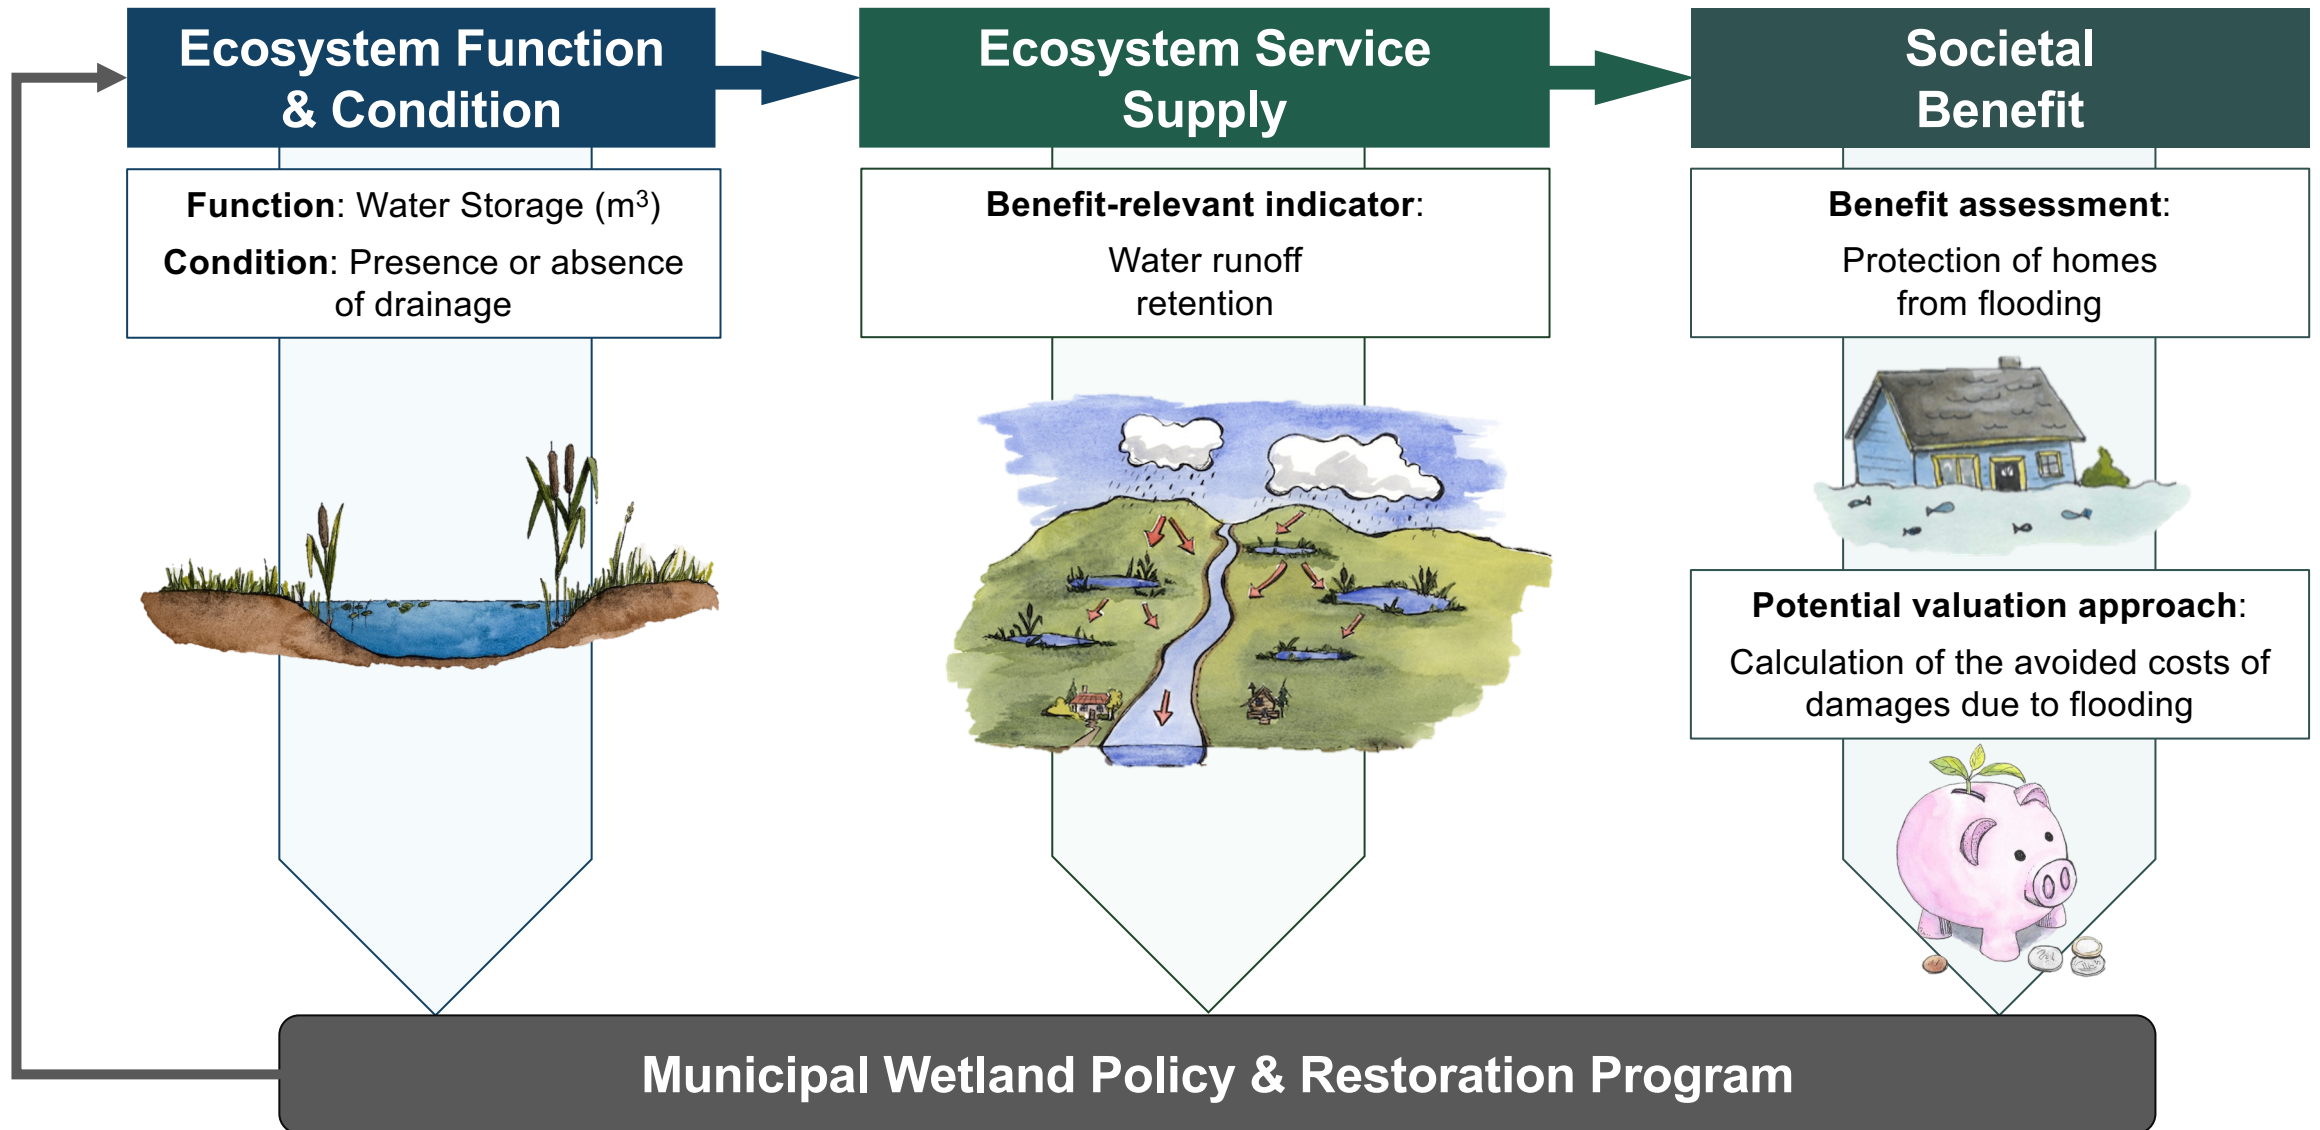 Ecosystem Function
& Condition
Ecosystem Service
Supply
Societal
Benefit
Function: Water Storage (m³)
Condition: Presence or absence
of drainage
Benefit-relevant indicator:
Water runoff
retention
Benefit assessment:
Protection of homes
from flooding
Potential valuation approach:
Calculation of the avoided costs of
damages due to flooding
Municipal Wetland Policy & Restoration Program